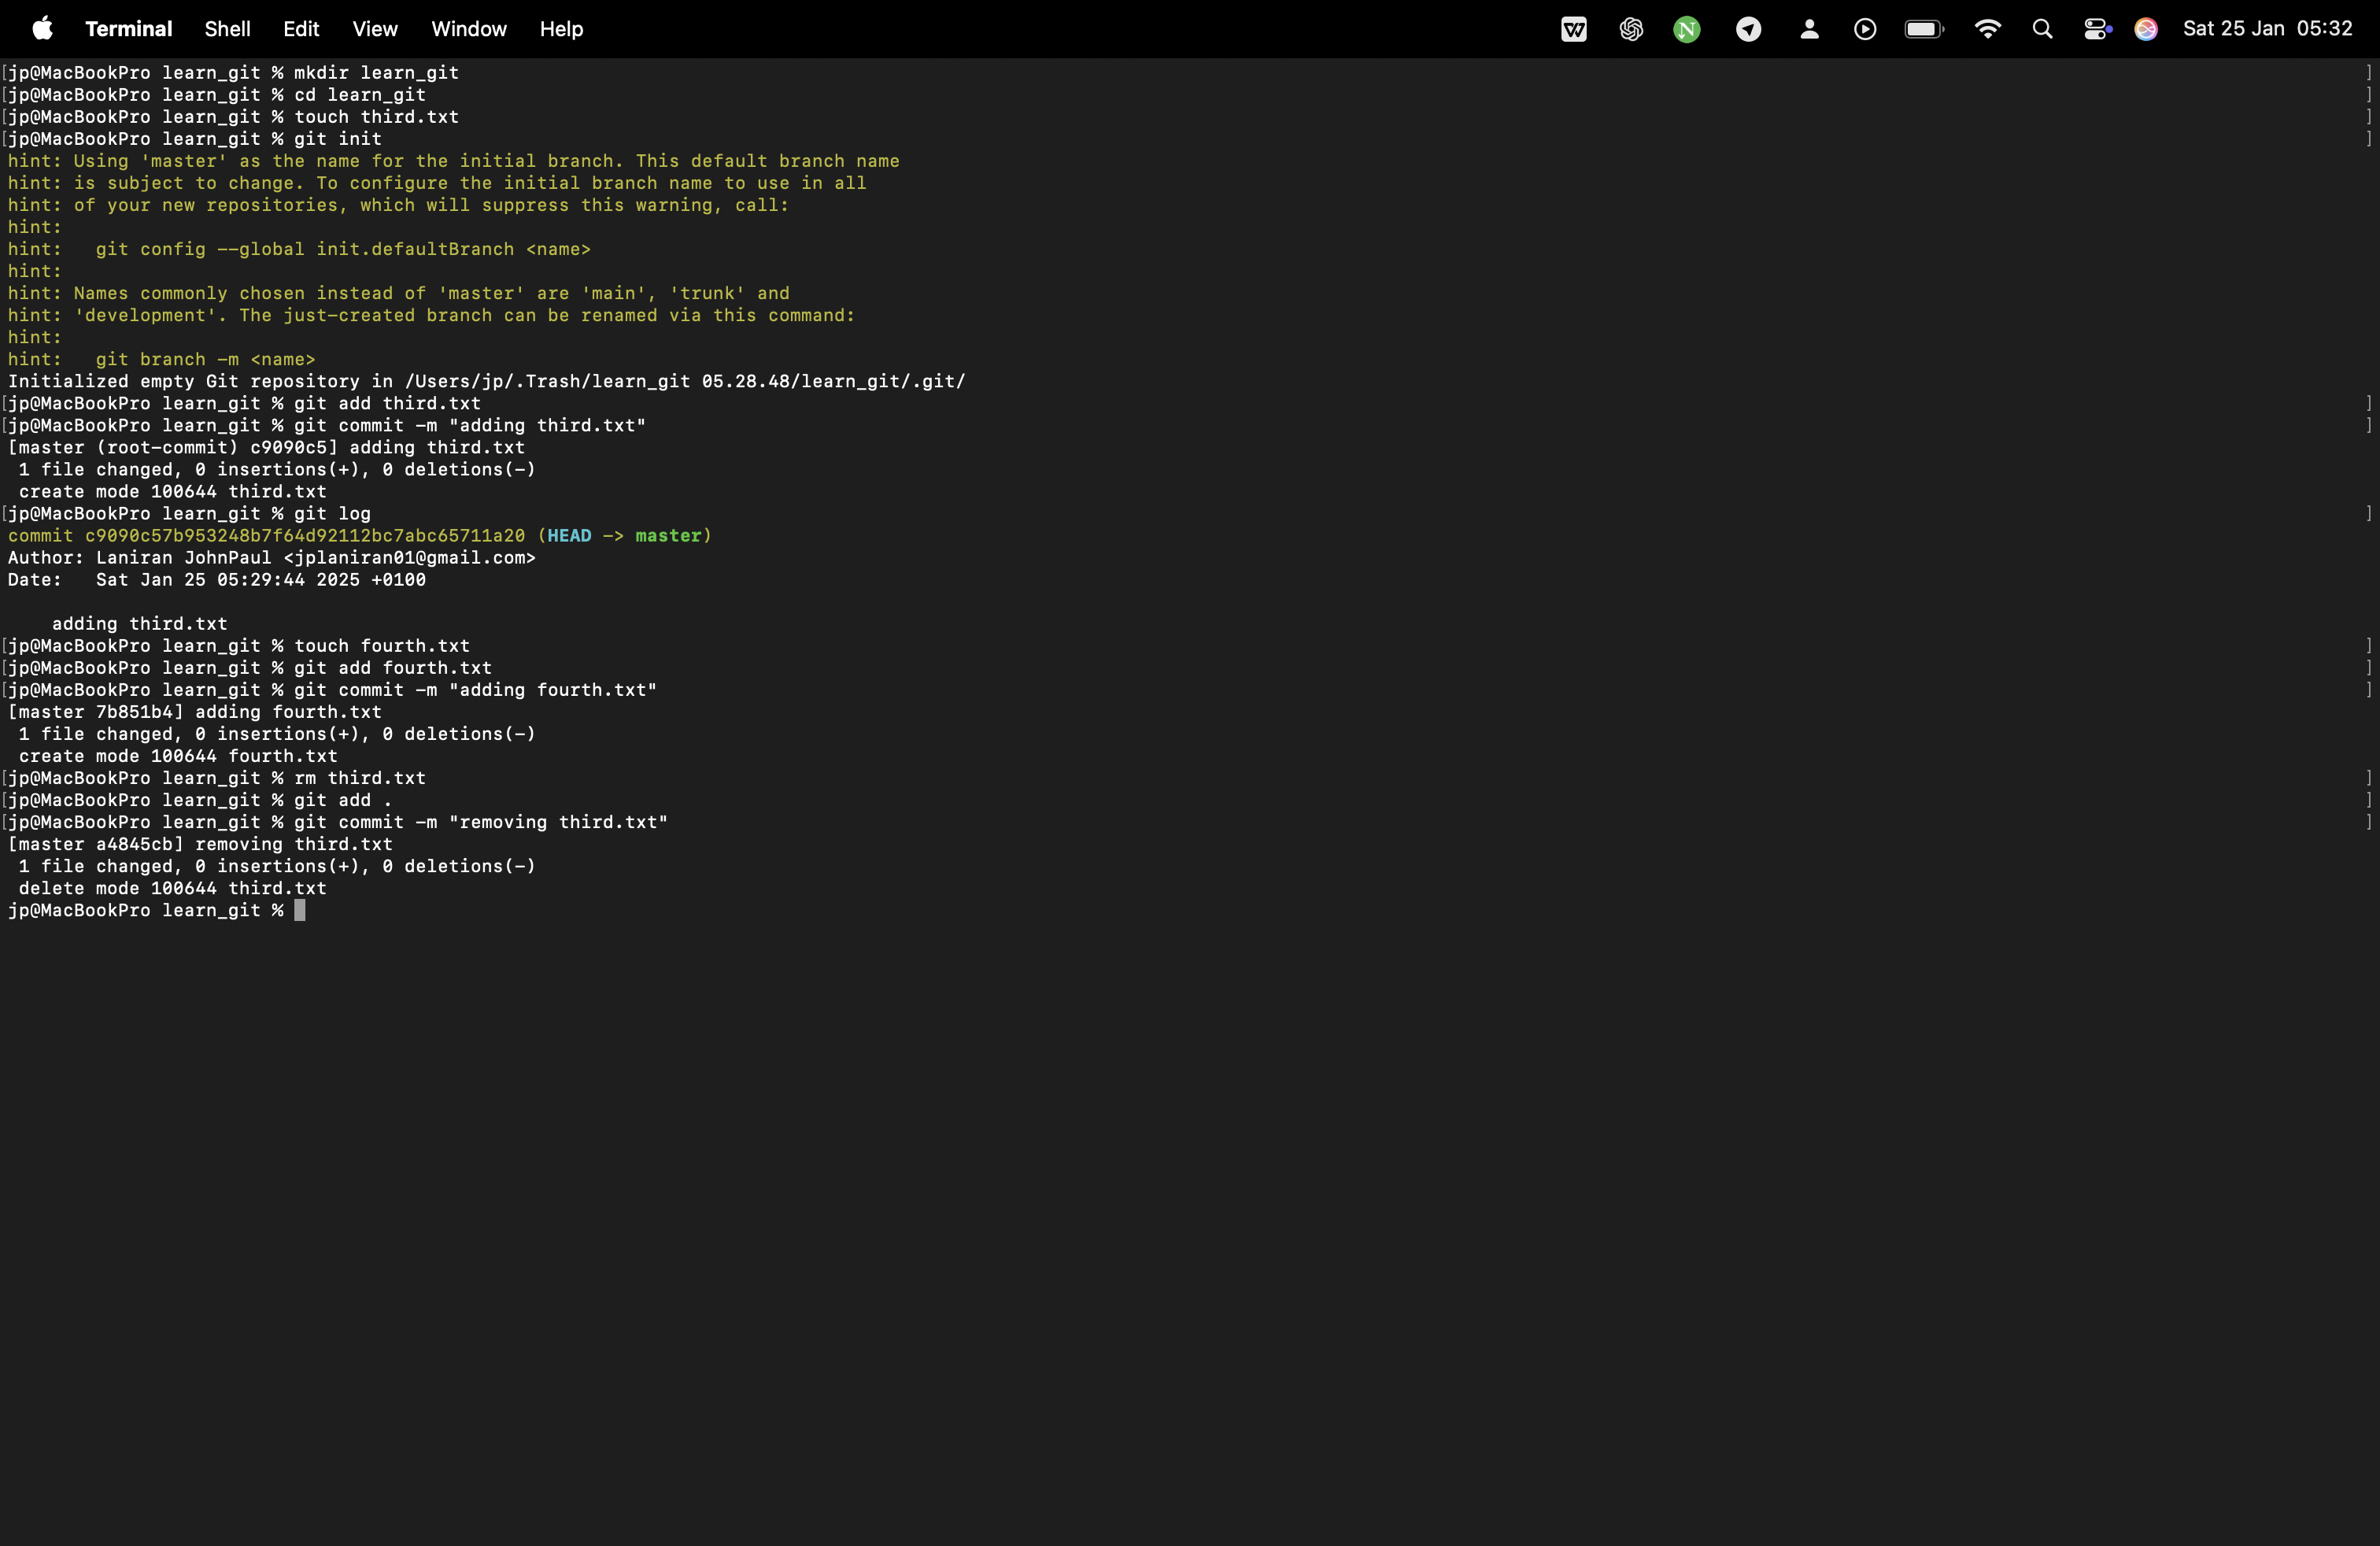 Terminal Shell Edit View Window Help Sat 25 Jan 05:32
[jp@MacBookPro learn_git % mkdir learn_git ]
[jp@MacBookPro learn_git % cd learn_git ]
[jp@MacBookPro learn_git % touch third.txt ]
[jp@MacBookPro learn_git % git init ]
hint: Using 'master' as the name for the initial branch. This default branch name
hint: is subject to change. To configure the initial branch name to use in all
hint: of your new repositories, which will suppress this warning, call:
hint:
hint:   git config --global init.defaultBranch <name>
hint:
hint: Names commonly chosen instead of 'master' are 'main', 'trunk' and
hint: 'development'. The just-created branch can be renamed via this command:
hint:
hint:   git branch -m <name>
Initialized empty Git repository in /Users/jp/.Trash/learn_git 05.28.48/learn_git/.git/
[jp@MacBookPro learn_git % git add third.txt ]
[jp@MacBookPro learn_git % git commit -m "adding third.txt" ]
[master (root-commit) c9090c5] adding third.txt
 1 file changed, 0 insertions(+), 0 deletions(-)
 create mode 100644 third.txt
[jp@MacBookPro learn_git % git log ]
commit c9090c57b953248b7f64d92112bc7abc65711a20 (HEAD -> master)
Author: Laniran JohnPaul <jplaniran01@gmail.com>
Date:   Sat Jan 25 05:29:44 2025 +0100
    adding third.txt
[jp@MacBookPro learn_git % touch fourth.txt ]
[jp@MacBookPro learn_git % git add fourth.txt ]
[jp@MacBookPro learn_git % git commit -m "adding fourth.txt" ]
[master 7b851b4] adding fourth.txt
 1 file changed, 0 insertions(+), 0 deletions(-)
 create mode 100644 fourth.txt
[jp@MacBookPro learn_git % rm third.txt ]
[jp@MacBookPro learn_git % git add . ]
[jp@MacBookPro learn_git % git commit -m "removing third.txt" ]
[master a4845cb] removing third.txt
 1 file changed, 0 insertions(+), 0 deletions(-)
 delete mode 100644 third.txt
jp@MacBookPro learn_git %